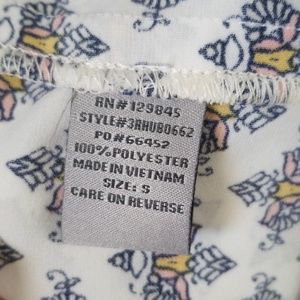 RN#129845
STYLE#3RHU80662
PO#66452
100%POLYESTER
MADE IN VIETNAM
SIZE: S
CARE ON REVERSE